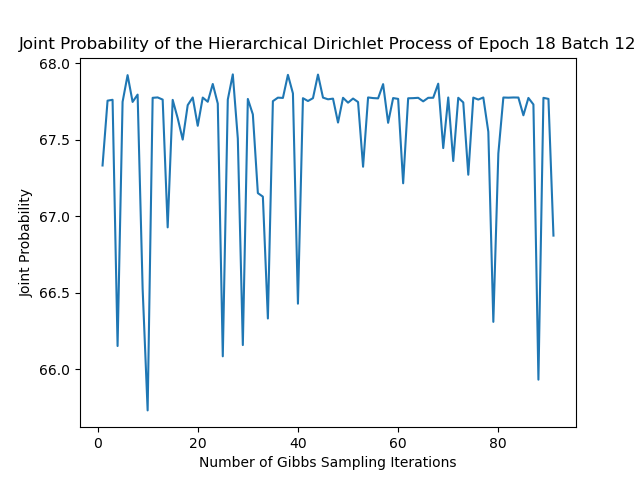 Joint Probability of the Hierarchical Dirichlet Process of Epoch 18 Batch 12
68.0
67.5
67.0
66.5
66.0
Joint Probability
0 20 40 60 80
Number of Gibbs Sampling Iterations